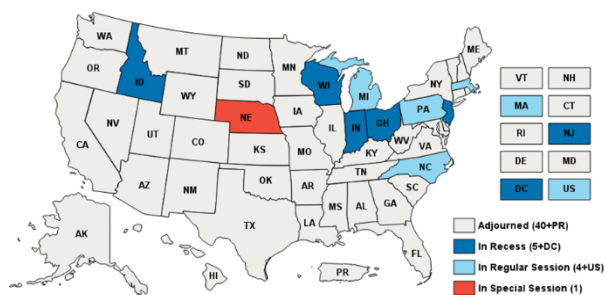 WA
MT
ND
MN
ME
OR
ID
SD
WI
MI
NY
WY
NE
IA
PA
NV
UT
CO
KS
MO
IL
IN
OH
WV
VA
KY
CA
AZ
NM
OK
AR
TN
NC
SC
TX
LA
MS
AL
GA
FL
AK
HI
PR
VT
NH
MA
CT
RI
NJ
DE
MD
DC
US
Adjourned (40+PR)
In Recess (5+DC)
In Regular Session (4+US)
In Special Session (1)